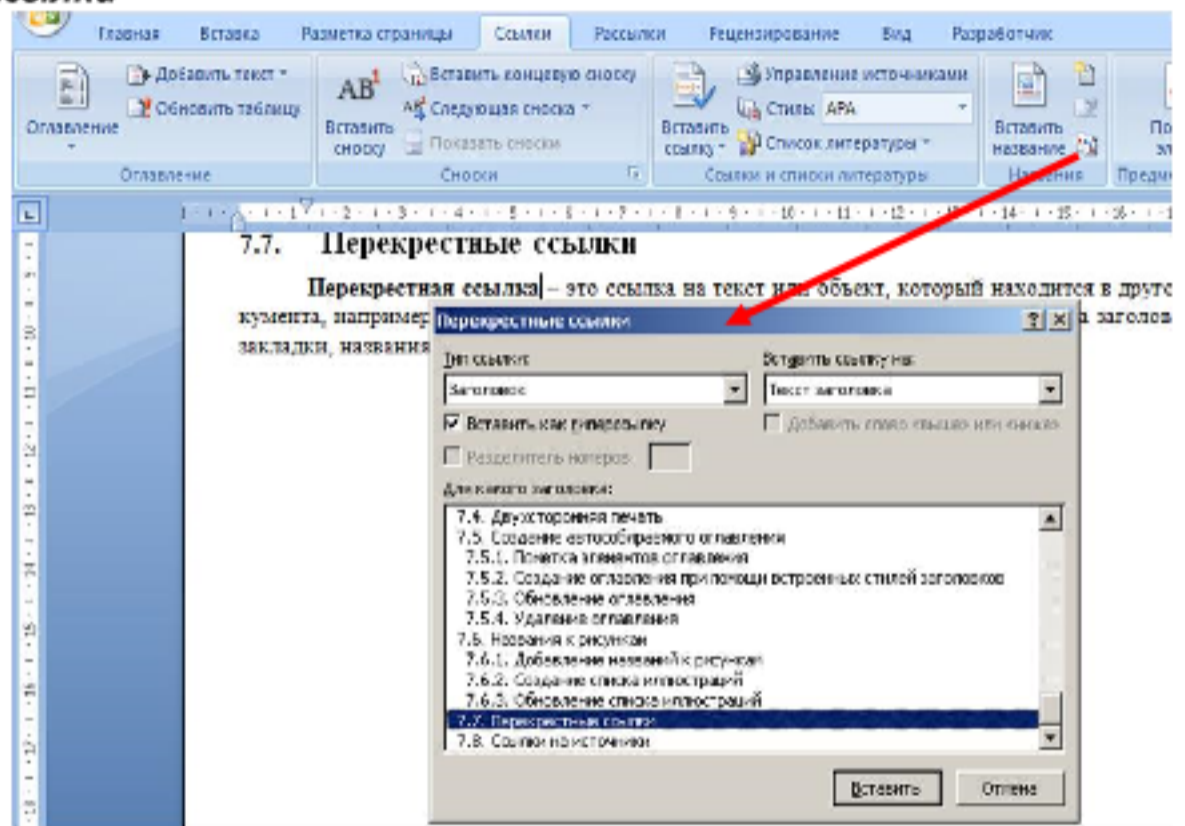 Главная Вставка Разметка страницы Ссылки Рассылки Рецензирование Вид Разработчик
Добавить текст
Обновить таблицу
Оглавление
Оглавление
AB1
Вставить сноску
Вставить концевую сноску
Следующая сноска
Показать сноски
Сноски
Вставить ссылку
Управление источниками
Стиль: APA
Список литературы
Ссылки и списки литературы
Вставить название
Названия
7.7. Перекрестные ссылки
Перекрестная ссылка – это ссылка на текст или объект, который находится в друго
кумента, например
а заголов
закладки, названия
Перекрестные ссылки
Тип ссылки:
Вставить ссылку на:
Заголовок
Текст заголовка
Вставить как гиперссылку
Добавить слово «выше» или «ниже»
Разделитель номеров
Для какого заголовка:
7.4. Двухсторонняя печать
7.5. Создание автособираемого оглавления
7.5.1. Пометка элементов оглавления
7.5.2. Создание оглавления при помощи встроенных стилей заголовков
7.5.3. Обновление оглавления
7.5.4. Удаление оглавления
7.6. Названия к рисункам
7.6.1. Добавление названий к рисункам
7.6.2. Создание списка иллюстраций
7.6.3. Обновление списка иллюстраций
7.7. Перекрестные ссылки
7.8. Ссылки на источники
Вставить
Отмена